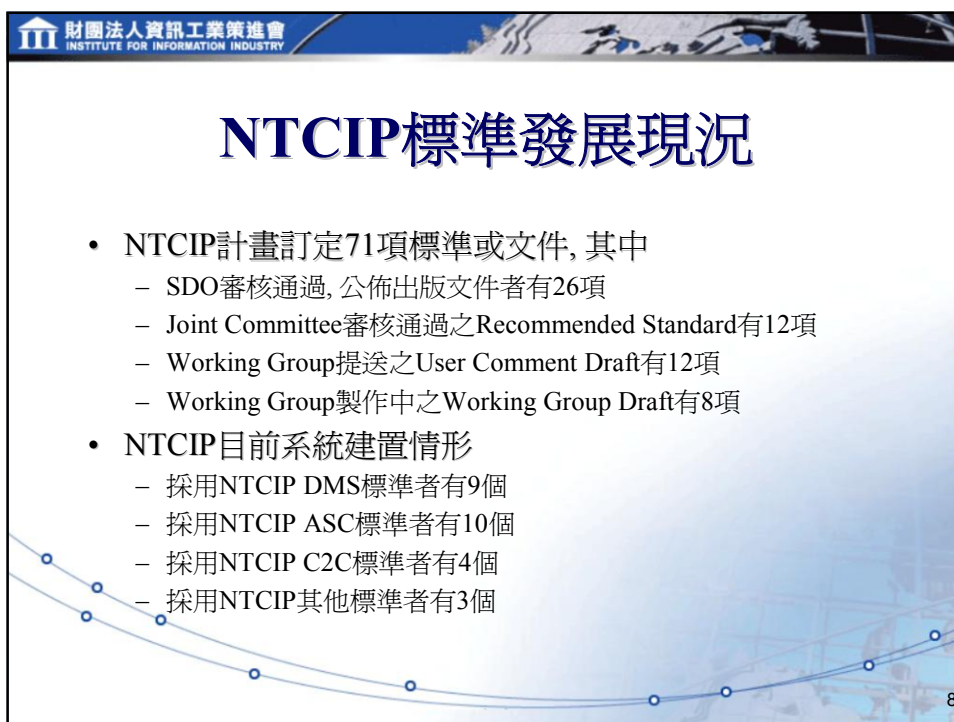 財團法人資訊工業策進會
INSTITUTE FOR INFORMATION INDUSTRY
NTCIP標準發展現況
• NTCIP計畫訂定71項標準或文件, 其中
– SDO審核通過, 公佈出版文件者有26項
– Joint Committee審核通過之Recommended Standard有12項
– Working Group提送之User Comment Draft有12項
– Working Group製作中之Working Group Draft有8項
• NTCIP目前系統建置情形
– 採用NTCIP DMS標準者有9個
– 採用NTCIP ASC標準者有10個
– 採用NTCIP C2C標準者有4個
– 採用NTCIP其他標準者有3個
8